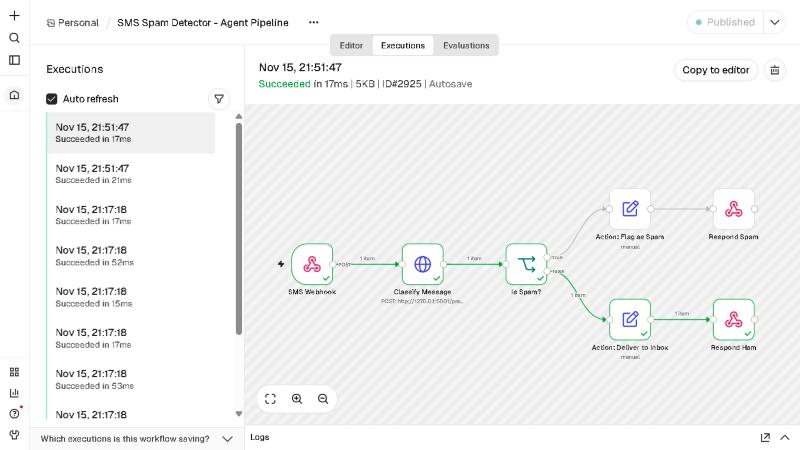 Personal / SMS Spam Detector - Agent Pipeline ...
Published
Editor Executions Evaluations
Executions
Auto refresh
Nov 15, 21:51:47
Succeeded in 17ms
Nov 15, 21:51:47
Succeeded in 21ms
Nov 15, 21:17:18
Succeeded in 17ms
Nov 15, 21:17:18
Succeeded in 52ms
Nov 15, 21:17:18
Succeeded in 15ms
Nov 15, 21:17:18
Succeeded in 17ms
Nov 15, 21:17:18
Succeeded in 53ms
Nov 15, 21:17:18
Which executions is this workflow saving?
Nov 15, 21:51:47
Succeeded in 17ms | 5KB | ID#2925 | Autosave
Copy to editor
SMS Webhook
POST
1 item
Classify Message
1 item
Is Spam?
true
false
Action: Flag as Spam
manual
Respond Spam
1 item
Action: Deliver to Inbox
manual
1 item
Respond Ham
Logs